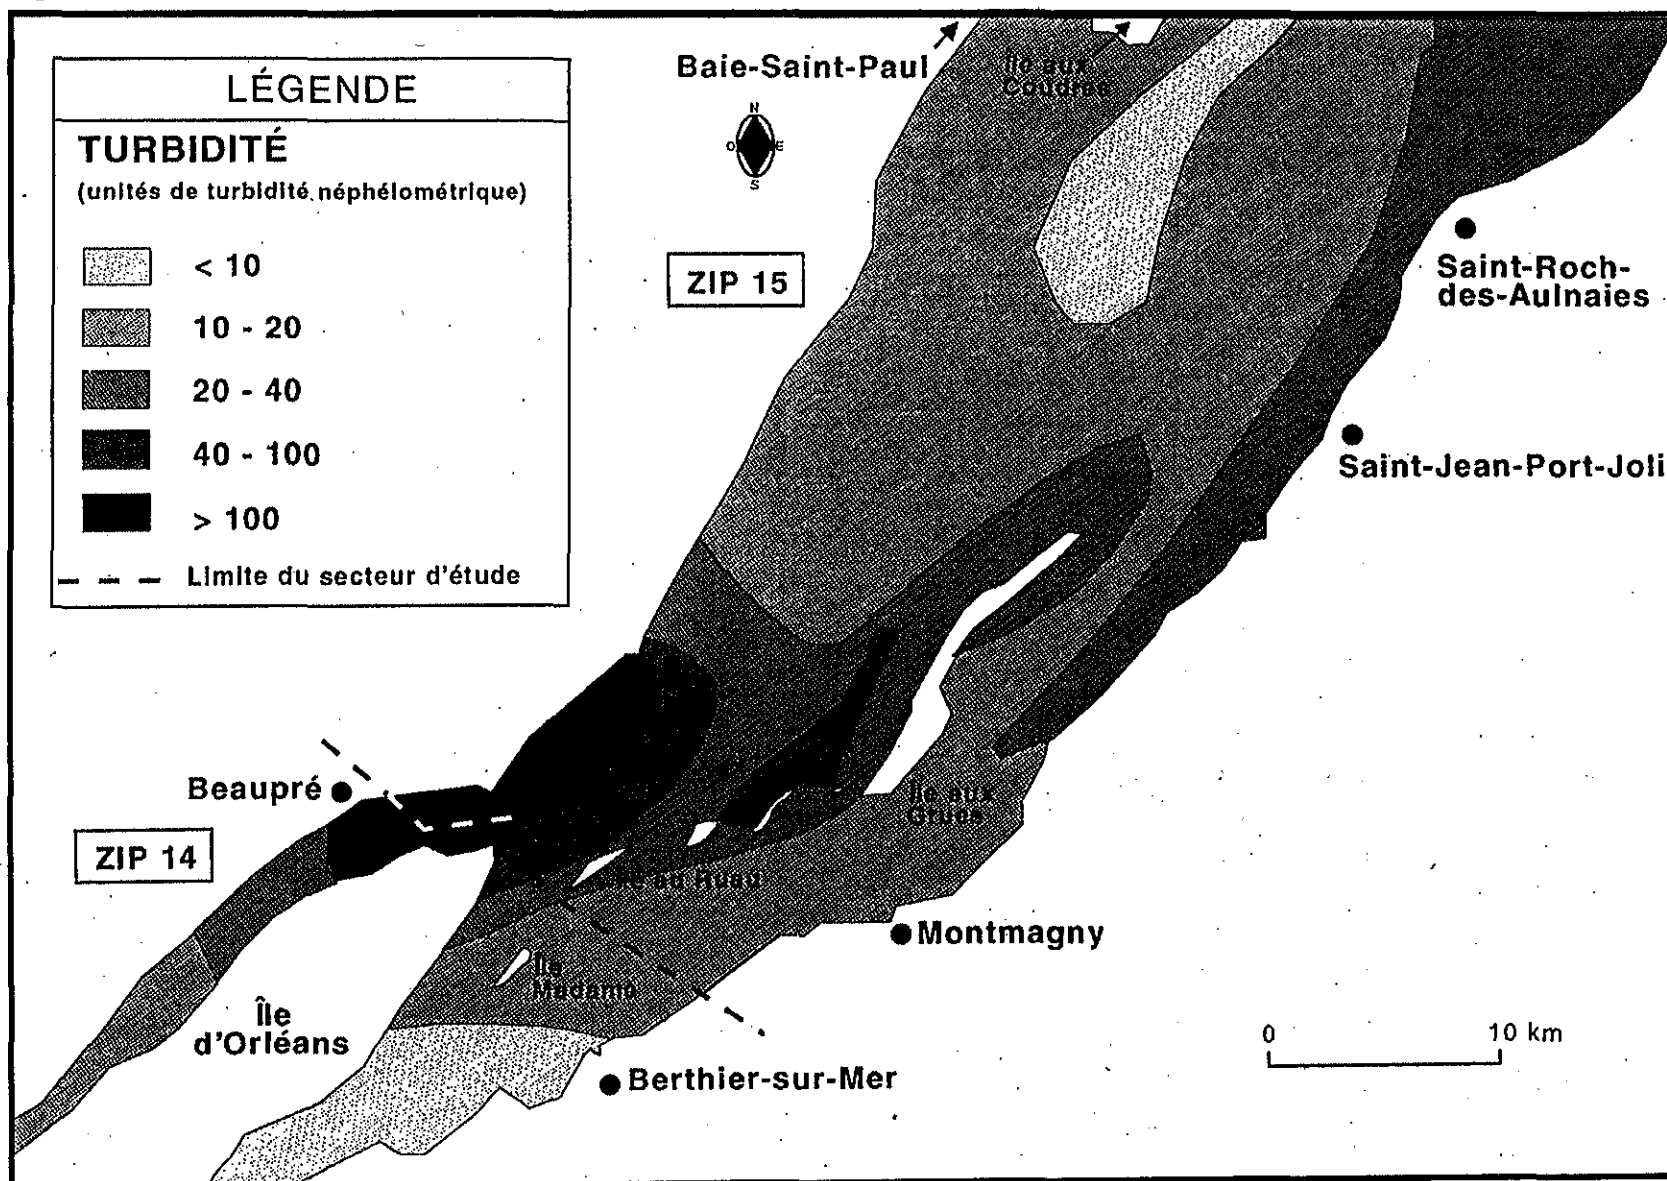 LÉGENDE
TURBIDITÉ
(unités de turbidité néphélométrique)
< 10
10 - 20
20 - 40
40 - 100
> 100
Limite du secteur d'étude
Baie-Saint-Paul
Île aux
Coudres
N
O E
S
ZIP 15
Saint-Roch-
des-Aulnaies
Saint-Jean-Port-Joli
Beaupré
ZIP 14
Île aux
Grues
Île au Ruau
Montmagny
Île
Madame
Île
d'Orléans
Berthier-sur-Mer
0 10 km